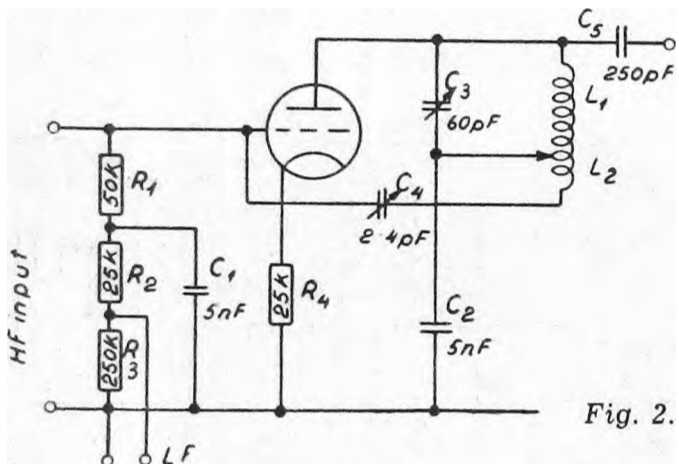 C5
250pF
C3
60pF
L1
L2
50K
R1
C4
2-4pF
25K
R2
C1
5nF
25K
R4
C2
5nF
HF input
250K
R3
LF
Fig. 2.